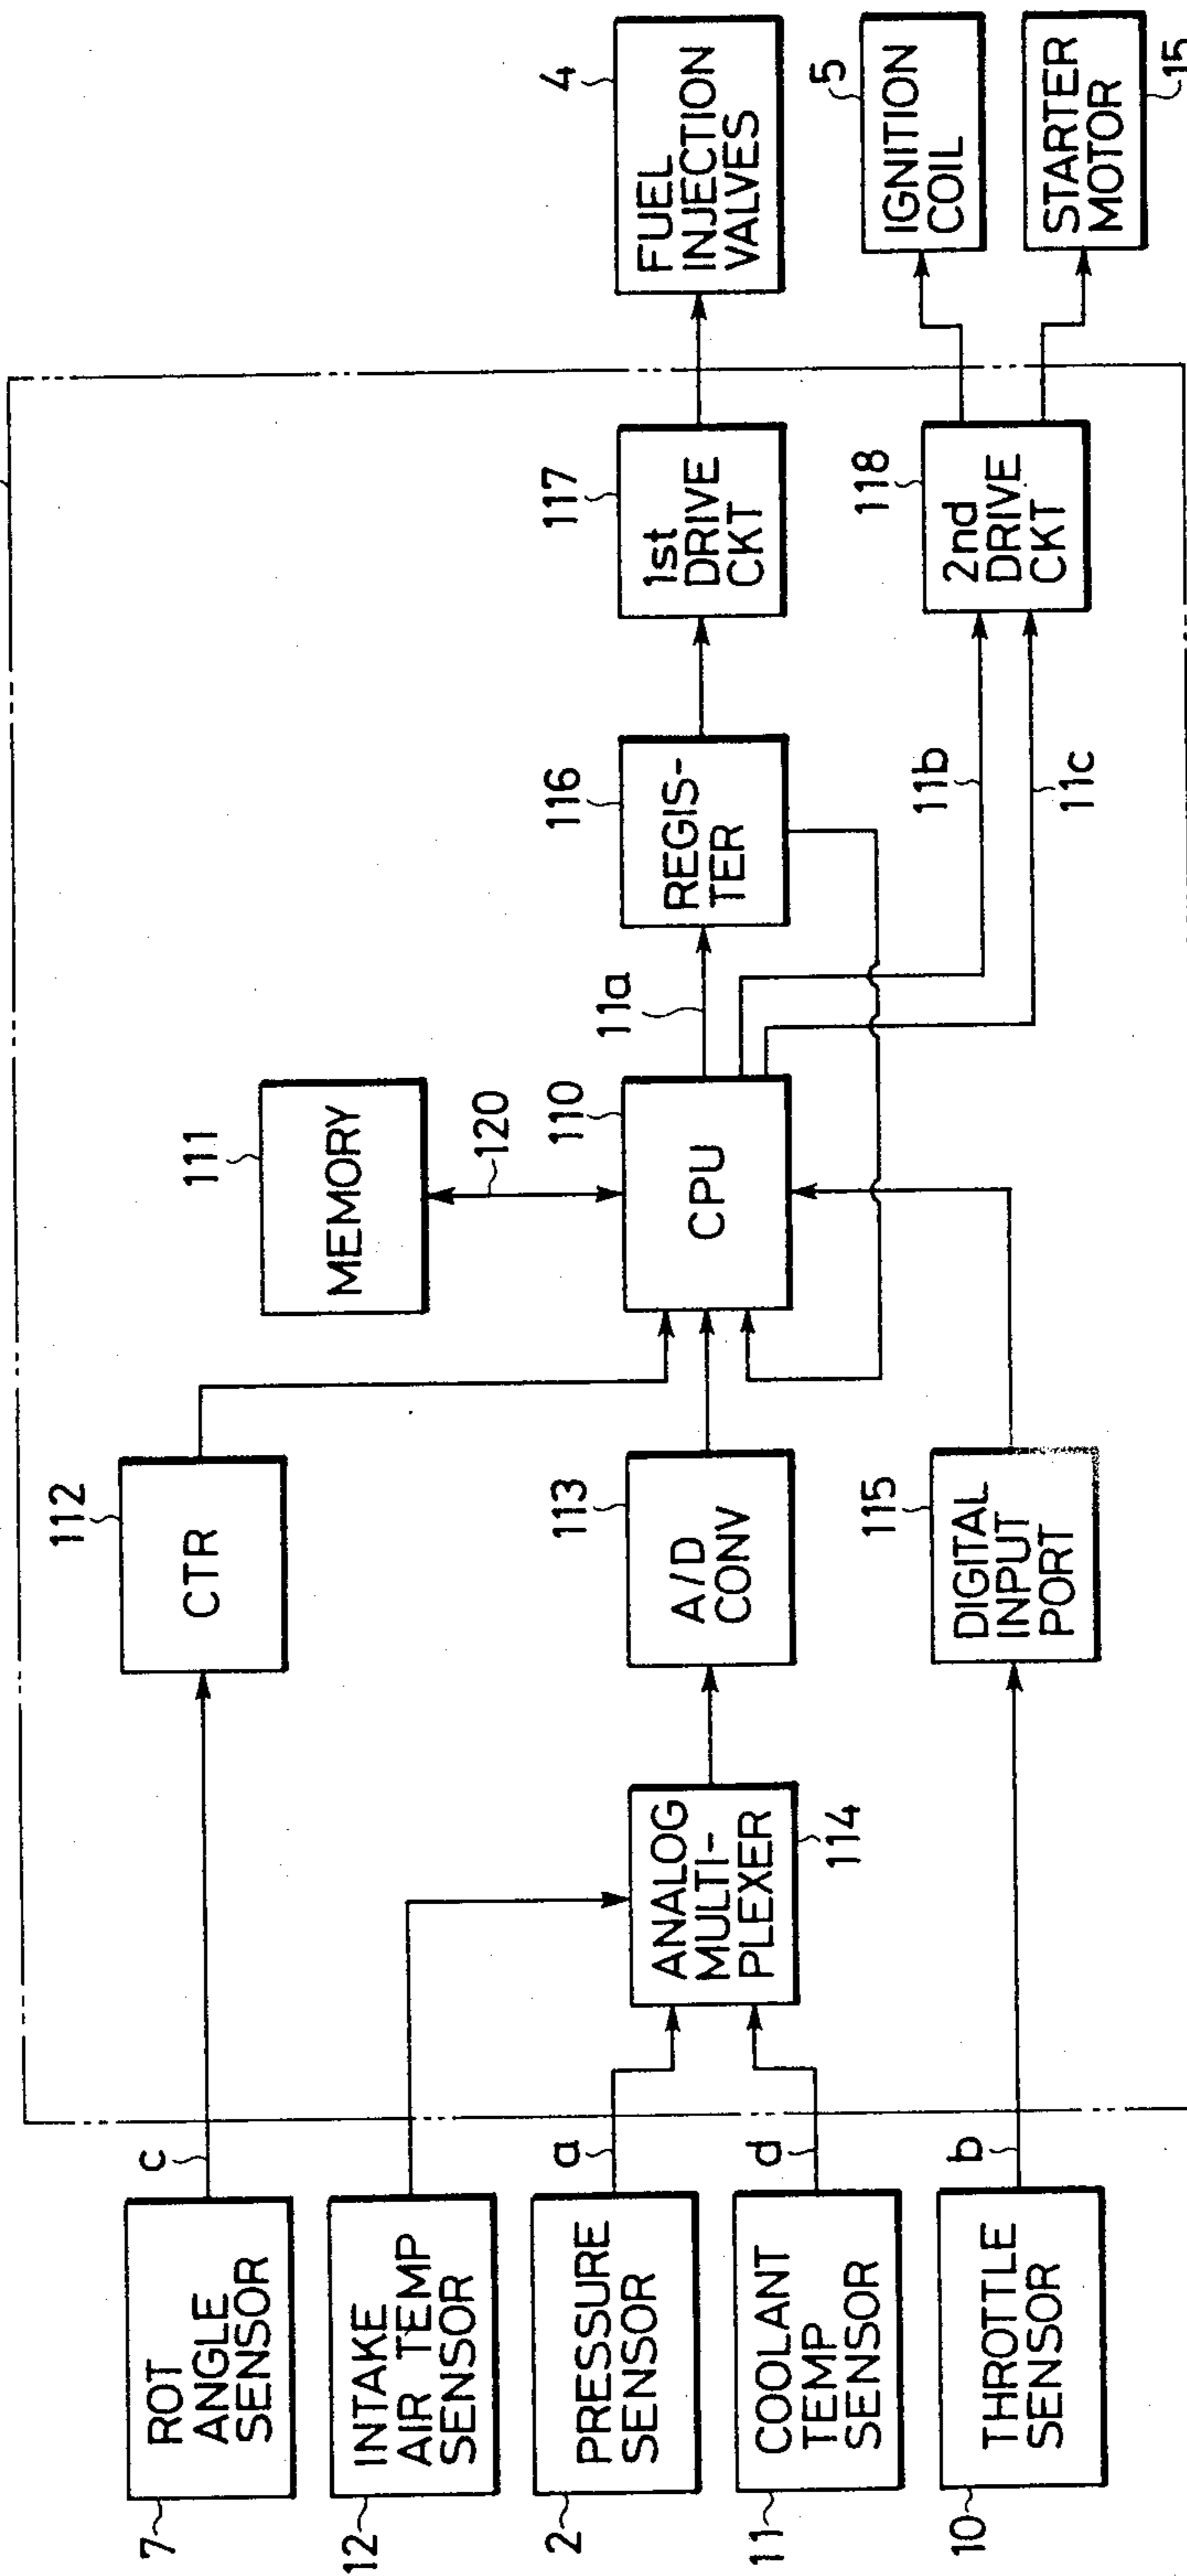 7
ROT
ANGLE
SENSOR
c
112
CTR
12
INTAKE
AIR TEMP
SENSOR
2
PRESSURE
SENSOR
a
11
COOLANT
TEMP
SENSOR
d
10
THROTTLE
SENSOR
b
ANALOG
MULTI-
PLEXER
114
113
A/D
CONV
115
DIGITAL
INPUT
PORT
111
MEMORY
120
110
CPU
11a
116
REGIS-
TER
11b
11c
117
1st
DRIVE
CKT
118
2nd
DRIVE
CKT
4
FUEL
INJECTION
VALVES
5
IGNITION
COIL
STARTER
MOTOR
15